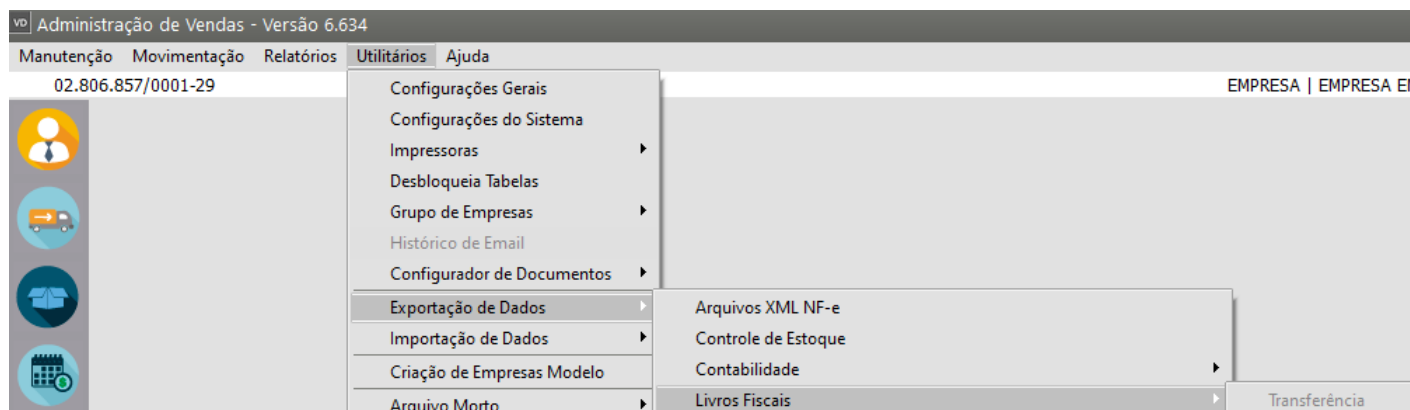 VD Administração de Vendas - Versão 6.634
Manutenção Movimentação Relatórios Utilitários Ajuda
02.806.857/0001-29 EMPRESA | EMPRESA
Configurações Gerais
Configurações do Sistema
Impressoras
Desbloqueia Tabelas
Grupo de Empresas
Histórico de Email
Configurador de Documentos
Exportação de Dados Arquivos XML NF-e
Importação de Dados Controle de Estoque
Criação de Empresas Modelo Contabilidade
Arquivo Morto Livros Fiscais Transferência